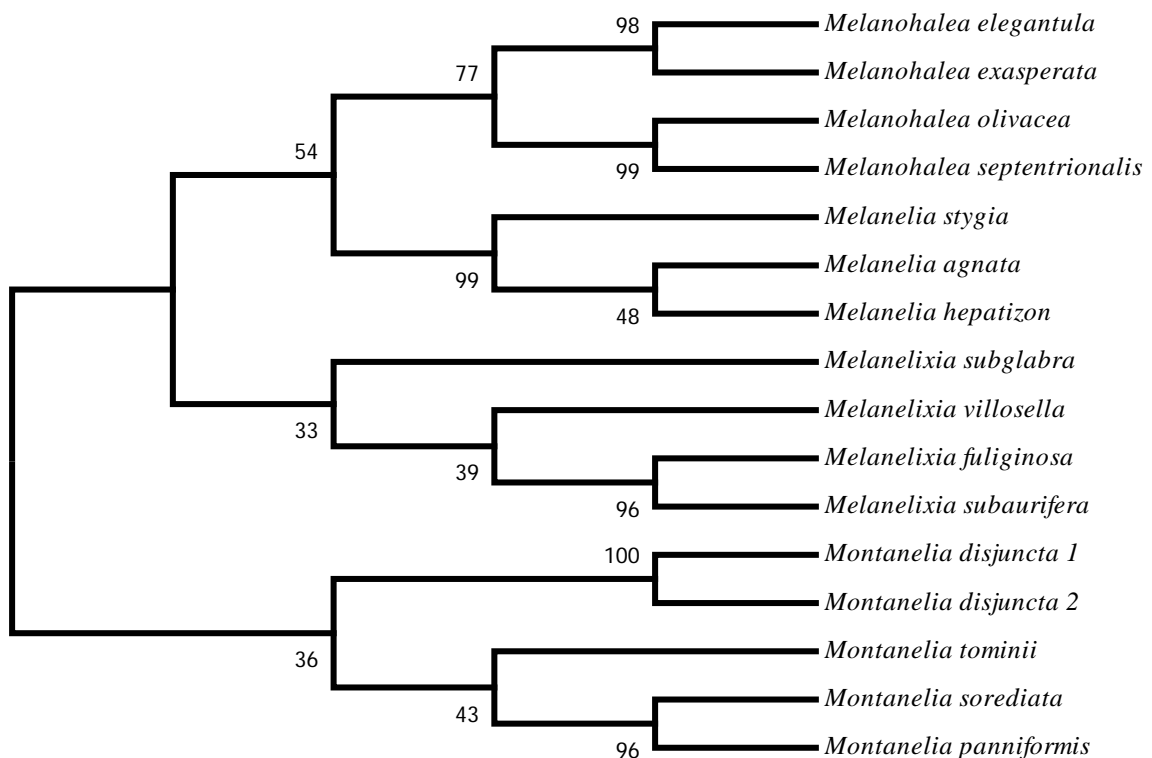 98
Melanohalea elegantula
77
Melanohalea exasperata
54
Melanohalea olivacea
99
Melanohalea septentrionalis
Melanelia stygia
99
Melanelia agnata
48
Melanelia hepatizon
Melanelixia subglabra
33
Melanelixia villosella
39
Melanelixia fuliginosa
96
Melanelixia subaurifera
100
Montanelia disjuncta 1
Montanelia disjuncta 2
36
Montanelia tominii
43
Montanelia sorediata
96
Montanelia panniformis